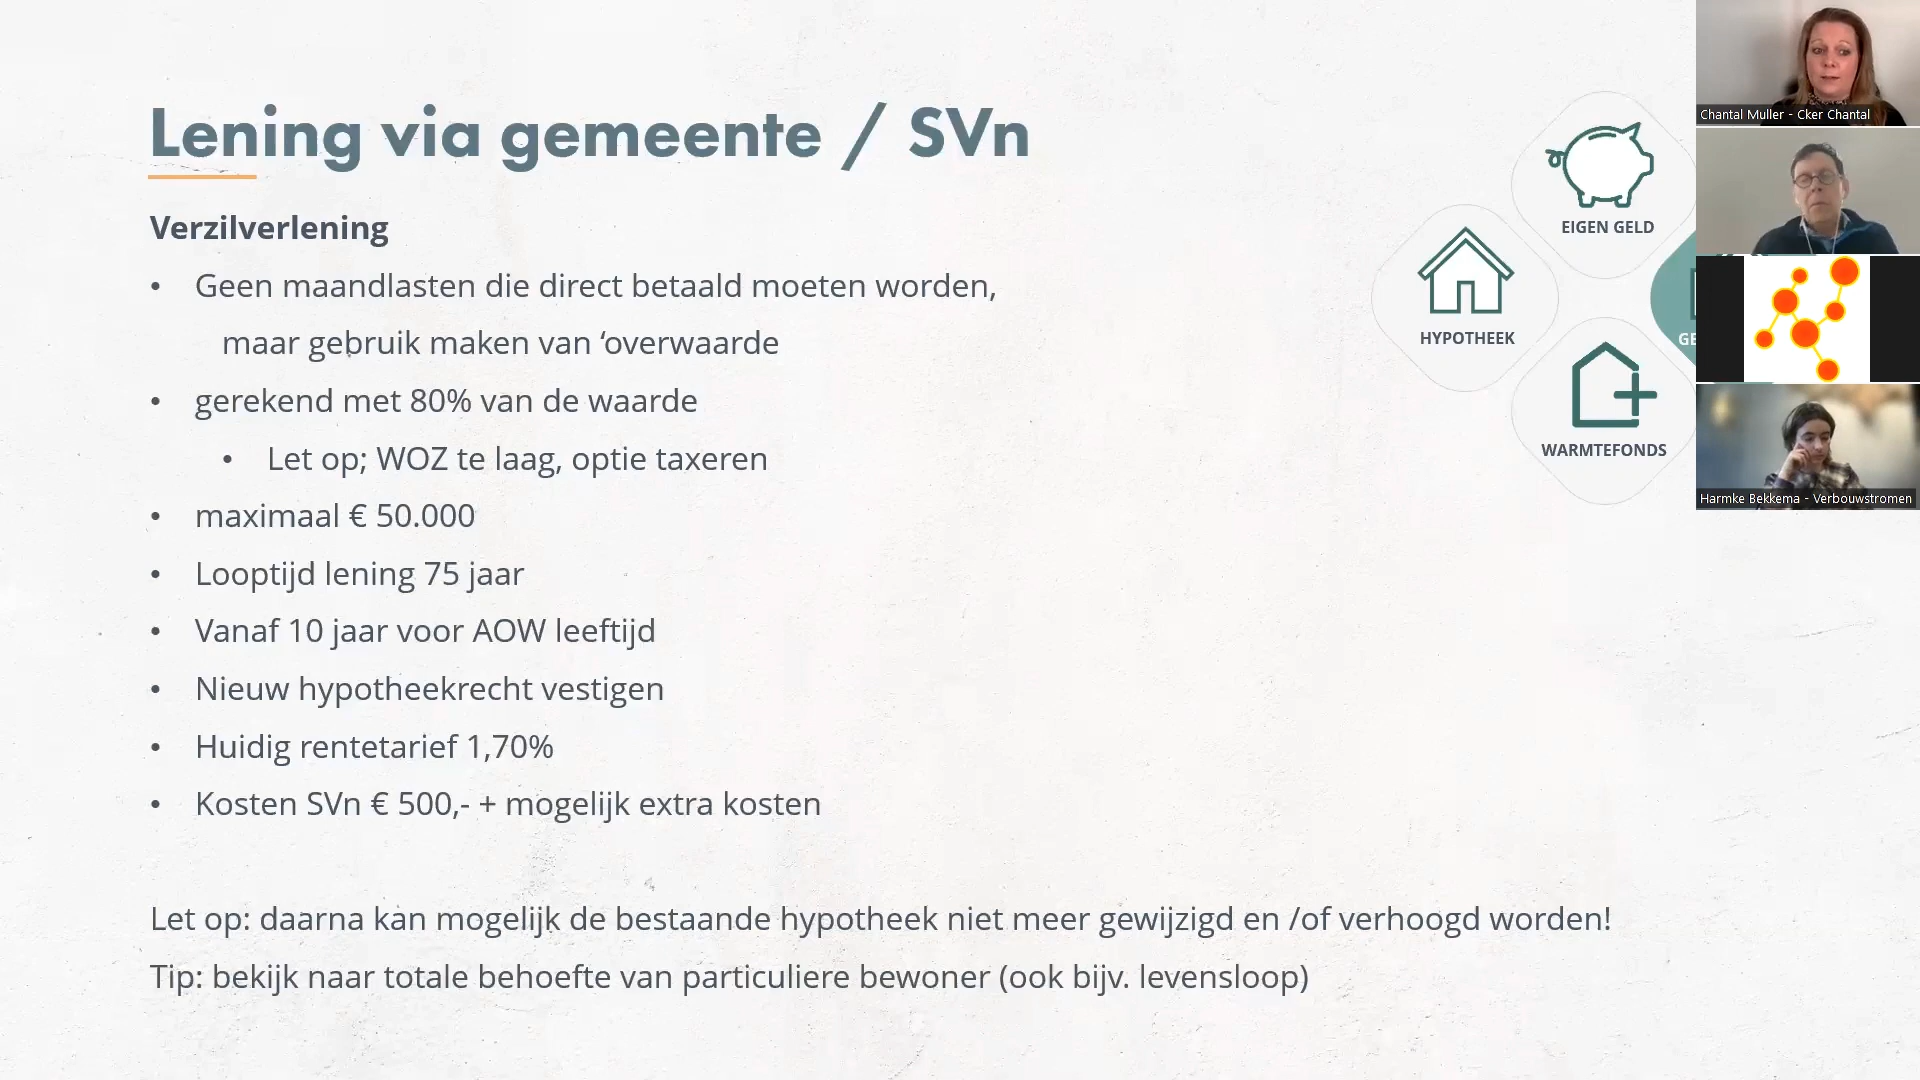 Lening via gemeente / SVn
Verzilverlening
• Geen maandlasten die direct betaald moeten worden,
maar gebruik maken van ‘overwaarde
• gerekend met 80% van de waarde
• Let op; WOZ te laag, optie taxeren
• maximaal € 50.000
• Looptijd lening 75 jaar
• Vanaf 10 jaar voor AOW leeftijd
• Nieuw hypotheekrecht vestigen
• Huidig rentetarief 1,70%
• Kosten SVn € 500,- + mogelijk extra kosten
Let op: daarna kan mogelijk de bestaande hypotheek niet meer gewijzigd en /of verhoogd worden!
Tip: bekijk naar totale behoefte van particuliere bewoner (ook bijv. levensloop)
EIGEN GELD
HYPOTHEEK
GE
WARMTEFONDS
Chantal Muller - Cker Chantal
Harmke Bekkema - Verbouwstromen